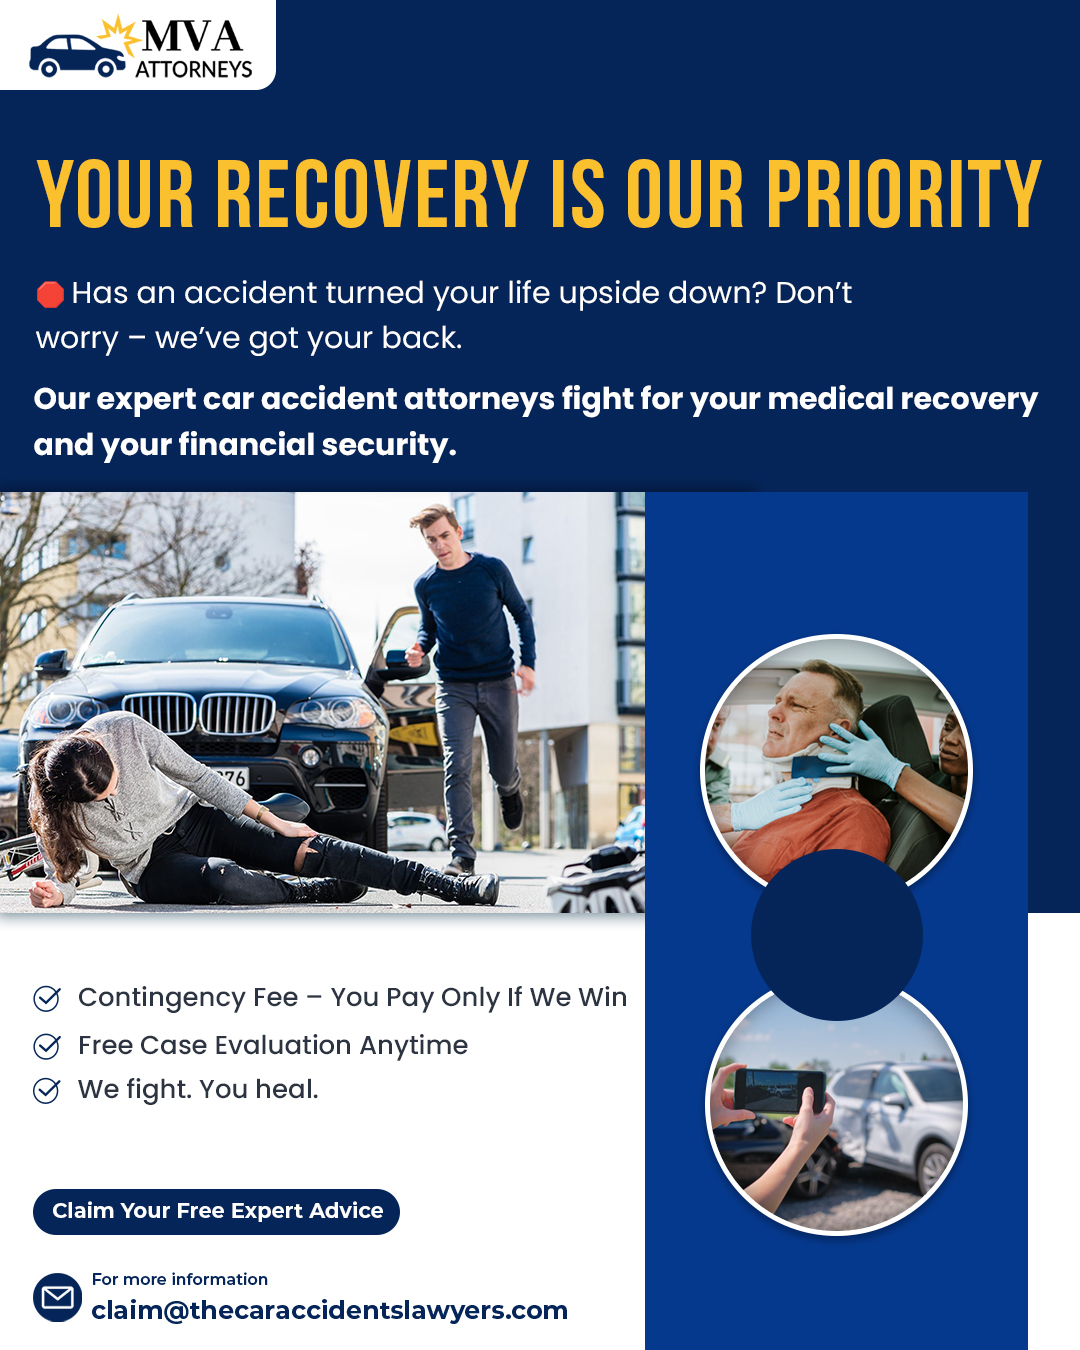 MVA
ATTORNEYS
YOUR RECOVERY IS OUR PRIORITY
🛑 Has an accident turned your life upside down? Don’t
worry – we’ve got your back.
Our expert car accident attorneys fight for your medical recovery
and your financial security.
76
Contingency Fee – You Pay Only If We Win
Free Case Evaluation Anytime
We fight. You heal.
Claim Your Free Expert Advice
For more information
claim@thecaraccidentslawyers.com